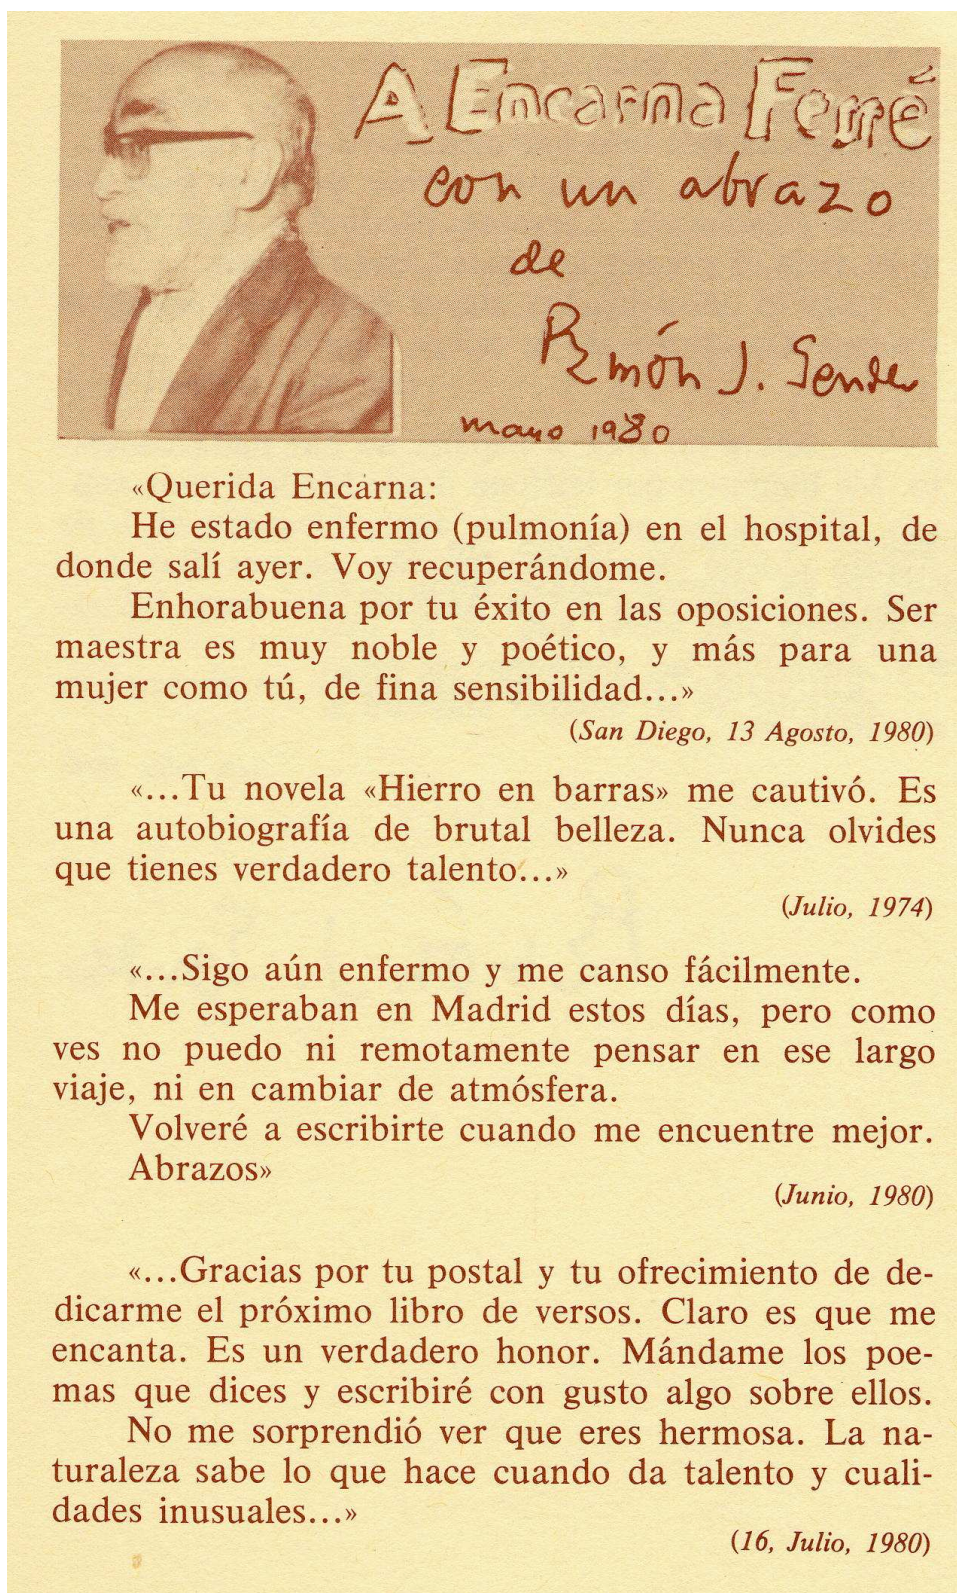 A Encarna Ferré
con un abrazo
de
Ramón J. Sender
mayo 1980
«Querida Encarna:
He estado enfermo (pulmonía) en el hospital, de
donde salí ayer. Voy recuperándome.
Enhorabuena por tu éxito en las oposiciones. Ser
maestra es muy noble y poético, y más para una
mujer como tú, de fina sensibilidad...»
(San Diego, 13 Agosto, 1980)
«...Tu novela «Hierro en barras» me cautivó. Es
una autobiografía de brutal belleza. Nunca olvides
que tienes verdadero talento...»
(Julio, 1974)
«...Sigo aún enfermo y me canso fácilmente.
Me esperaban en Madrid estos días, pero como
ves no puedo ni remotamente pensar en ese largo
viaje, ni en cambiar de atmósfera.
Volveré a escribirte cuando me encuentre mejor.
Abrazos»
(Junio, 1980)
«...Gracias por tu postal y tu ofrecimiento de de-
dicarme el próximo libro de versos. Claro es que me
encanta. Es un verdadero honor. Mándame los poe-
mas que dices y escribiré con gusto algo sobre ellos.
No me sorprendió ver que eres hermosa. La na-
turaleza sabe lo que hace cuando da talento y cuali-
dades inusuales...»
(16, Julio, 1980)